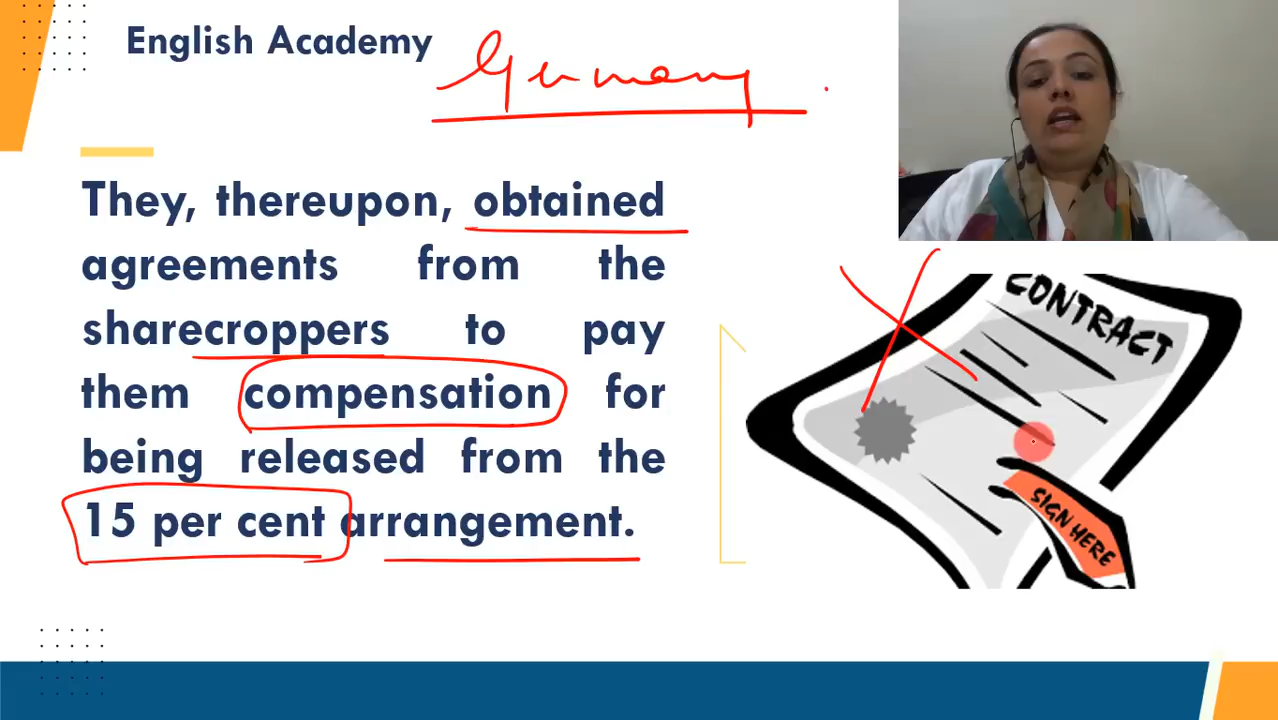 English Academy
Germany
They, thereupon, obtained
agreements from the
sharecroppers to pay
them compensation for
being released from the
15 per cent arrangement.
CONTRACT
SIGN HERE